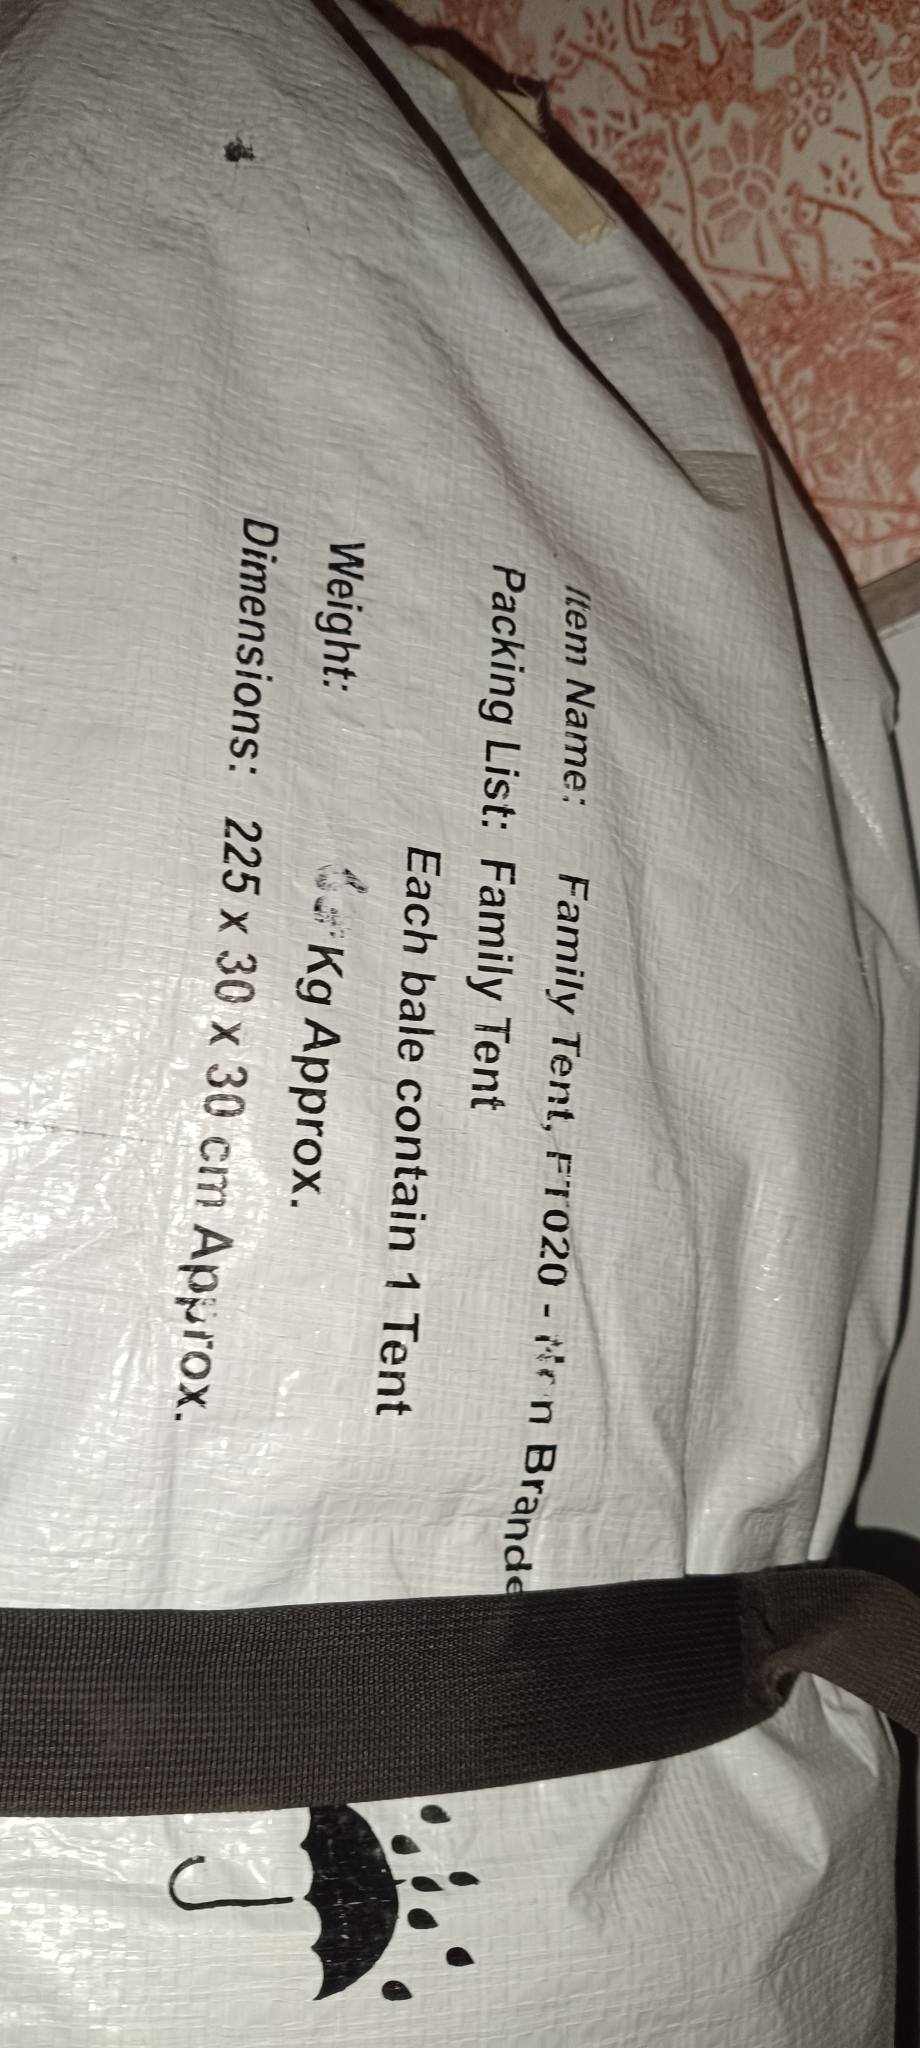 Item Name: Family Tent, FT020 - Brande
Packing List: Family Tent
Each bale contain 1 Tent
Weight: Kg Approx.
Dimensions: 225 x 30 x 30 cm Approx.